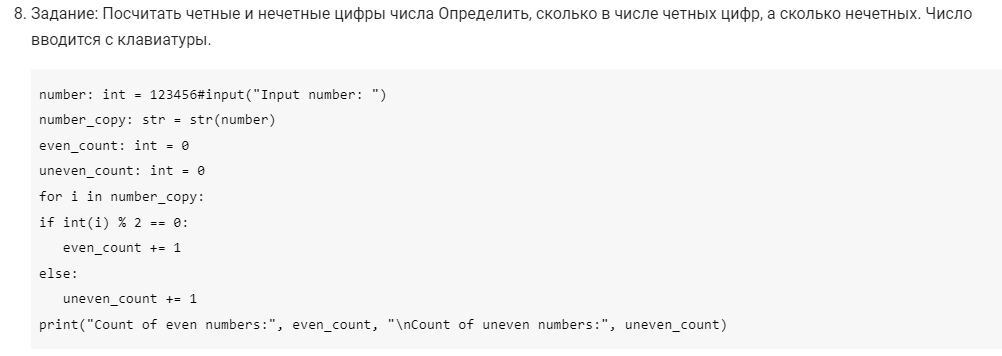 8. Задание: Посчитать четные и нечетные цифры числа Определить, сколько в числе четных цифр, а сколько нечетных. Число
вводится с клавиатуры.
number: int = 123456#input("Input number: ")
number_copy: str = str(number)
even_count: int = 0
uneven_count: int = 0
for i in number_copy:
if int(i) % 2 == 0:
   even_count += 1
else:
   uneven_count += 1
print("Count of even numbers:", even_count, "\nCount of uneven numbers:", uneven_count)